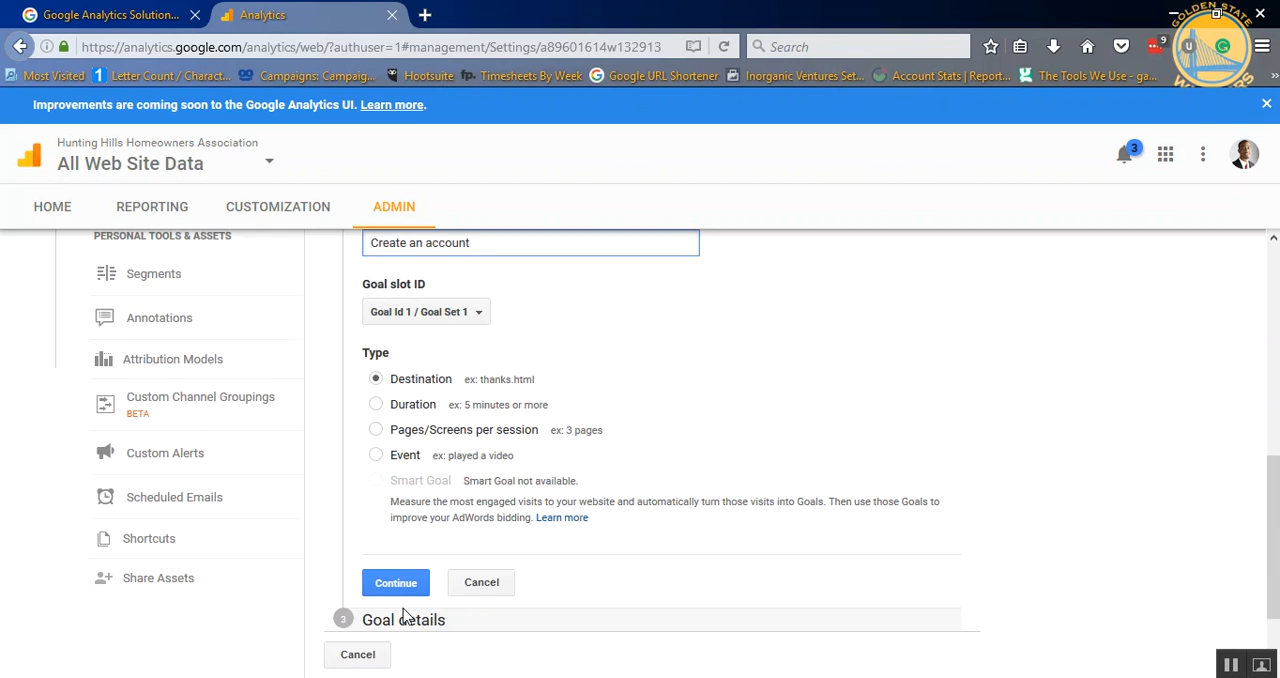 Google Analytics Solution...
Analytics
https://analytics.google.com/analytics/web/?authuser=1#management/Settings/a89601614w132913
Search
9
Most Visited
Letter Count / Charact...
Campaigns: Campaig...
Hootsuite
fp. Timesheets By Week
Google URL Shortener
Inorganic Ventures Set...
Account Stats | Report...
The Tools We Use - ga...
GOLDEN STATE
WARRIORS
Improvements are coming soon to the Google Analytics UI. Learn more.
Hunting Hills Homeowners Association
All Web Site Data
3
HOME
REPORTING
CUSTOMIZATION
ADMIN
PERSONAL TOOLS & ASSETS
Segments
Annotations
Attribution Models
Custom Channel Groupings
BETA
Custom Alerts
Scheduled Emails
Shortcuts
Share Assets
Create an account
Goal slot ID
Goal Id 1 / Goal Set 1
Type
Destination ex: thanks.html
Duration ex: 5 minutes or more
Pages/Screens per session ex: 3 pages
Event ex: played a video
Smart Goal Smart Goal not available.
Measure the most engaged visits to your website and automatically turn those visits into Goals. Then use those Goals to
improve your AdWords bidding. Learn more
Continue
Cancel
3 Goal details
Cancel